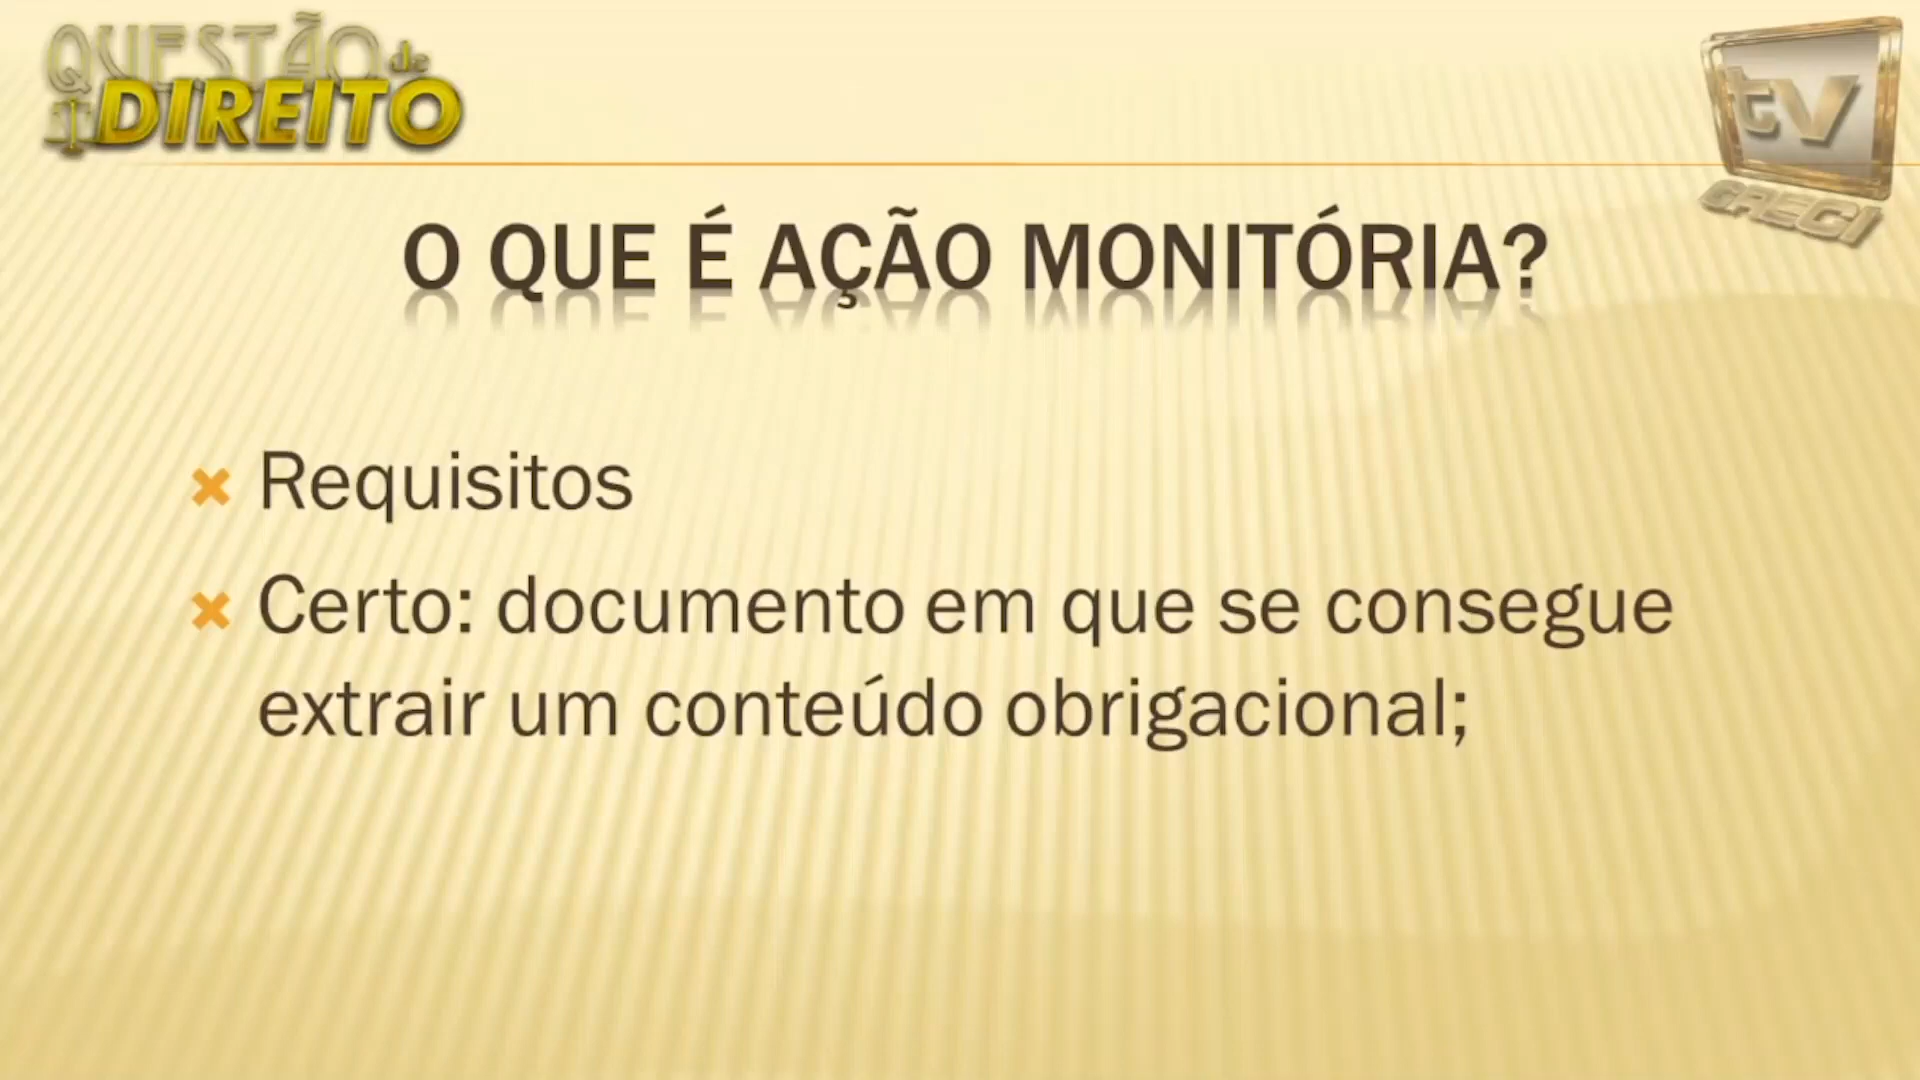 QUESTÃO de
DIREITO
tv
CRECI
O QUE É AÇÃO MONITÓRIA?
Requisitos
Certo: documento em que se consegue
extrair um conteúdo obrigacional;